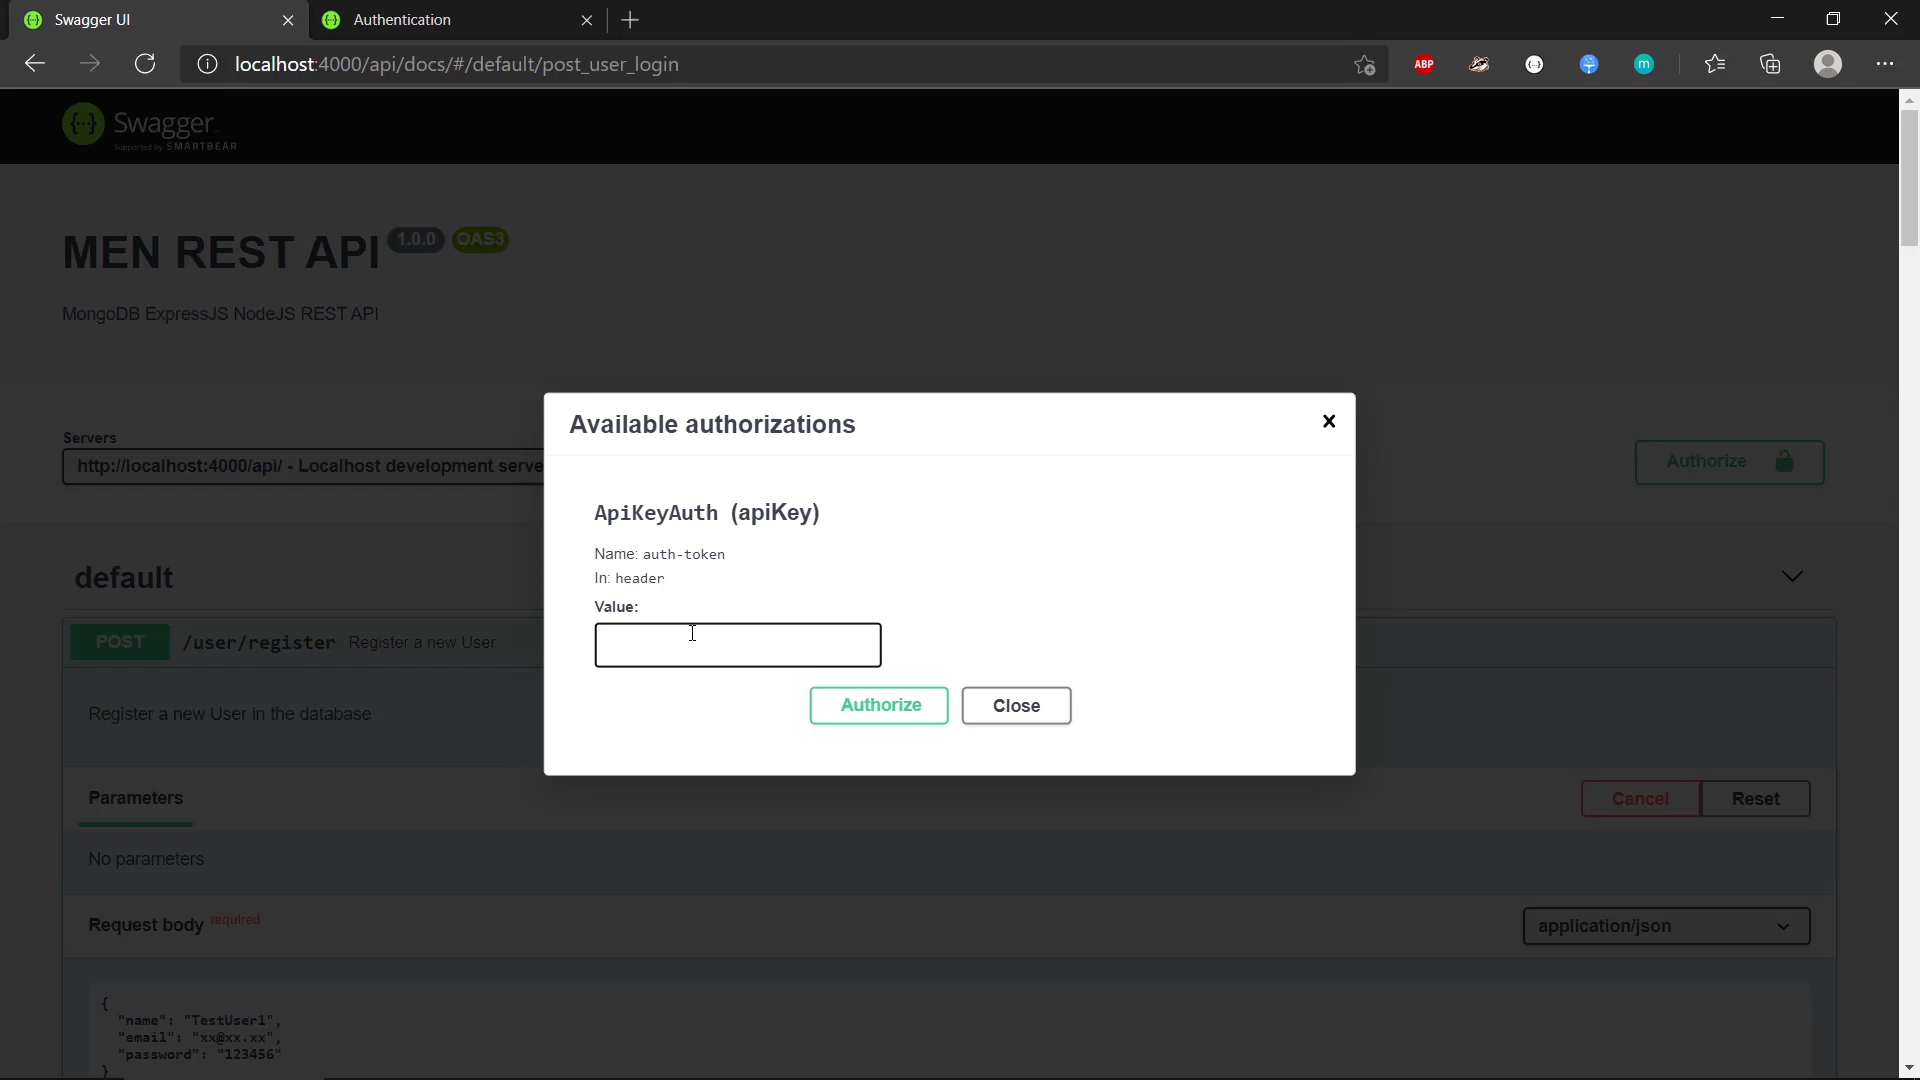 Swagger UI
Authentication
localhost:4000/api/docs/#/default/post_user_login
ABP
m
Swagger
Supported by SMARTBEAR
MEN REST API 1.0.0 OAS3
MongoDB ExpressJS NodeJS REST API
Available authorizations
Servers
http://localhost:4000/api/ - Localhost development serve
Authorize
ApiKeyAuth (apiKey)
Name: auth-token
In: header
Value:
default
POST /user/register Register a new User
Authorize
Close
Register a new User in the database
Parameters
Cancel
Reset
No parameters
Request body required
application/json
{
"name": "TestUser1",
"email": "xx@xx.xx",
"password": "123456"
}